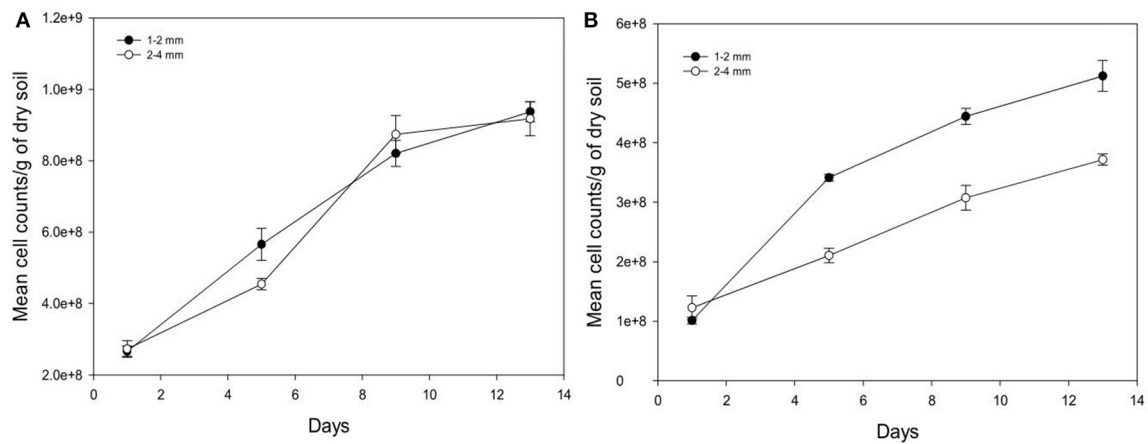 A
1.2e+9
1.0e+9
8.0e+8
6.0e+8
4.0e+8
2.0e+8
Mean cell counts/g of dry soil
1-2 mm
2-4 mm
0 2 4 6 8 10 12 14
Days
B
6e+8
5e+8
4e+8
3e+8
2e+8
1e+8
0
Mean cell counts/g of dry soil
1-2 mm
2-4 mm
0 2 4 6 8 10 12 14
Days